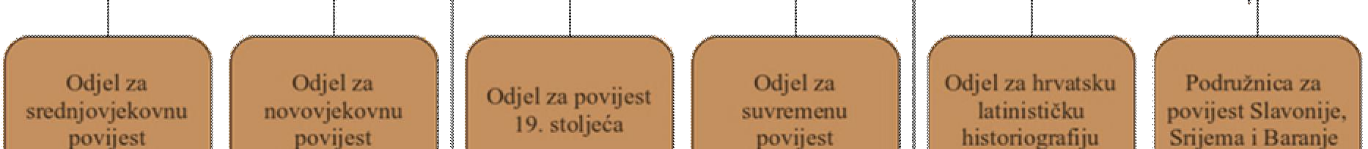 Odjel za
srednjovjekovnu
povijest
Odjel za
novovjekovnu
povijest
Odjel za povijest
19. stoljeća
Odjel za
suvremenu
povijest
Odjel za hrvatsku
latinističku
historiografiju
Podružnica za
povijest Slavonije,
Srijema i Baranje